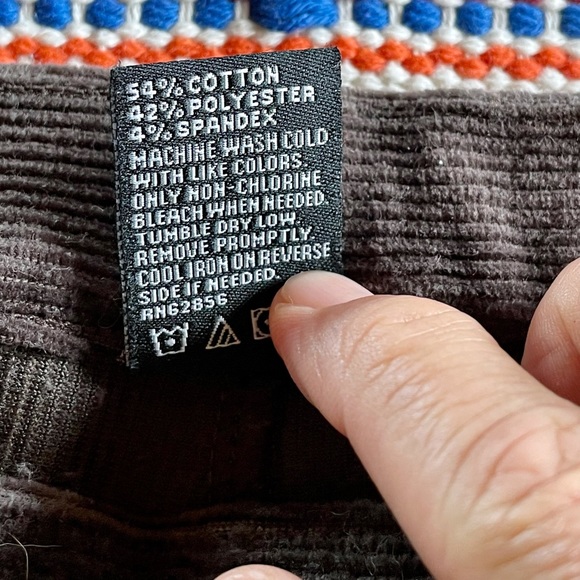 54% COTTON
42% POLYESTER
4% SPANDEX
MACHINE WASH COLD
WITH LIKE COLORS.
ONLY NON-CHLORINE
BLEACH WHEN NEEDED.
TUMBLE DRY LOW.
REMOVE PROMPTLY.
COOL IRON ON REVERSE
SIDE IF NEEDED.
RN62856